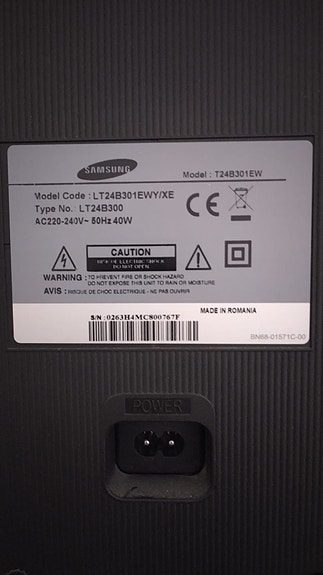 SAMSUNG
Model : T24B301EW
Model Code : LT24B301EWY/XE
Type No. : LT24B300
AC220-240V~ 50Hz 40W
CE
CAUTION
RISK OF ELECTRIC SHOCK
DO NOT OPEN
WARNING : TO PREVENT FIRE OR SHOCK HAZARD
DO NOT EXPOSE THIS UNIT TO RAIN OR MOISTURE
AVIS : RISQUE DE CHOC ELECTRIQUE - NE PAS OUVRIR
MADE IN ROMANIA
S/N : 0263H4MC800767F
BN68-01571C-00
POWER